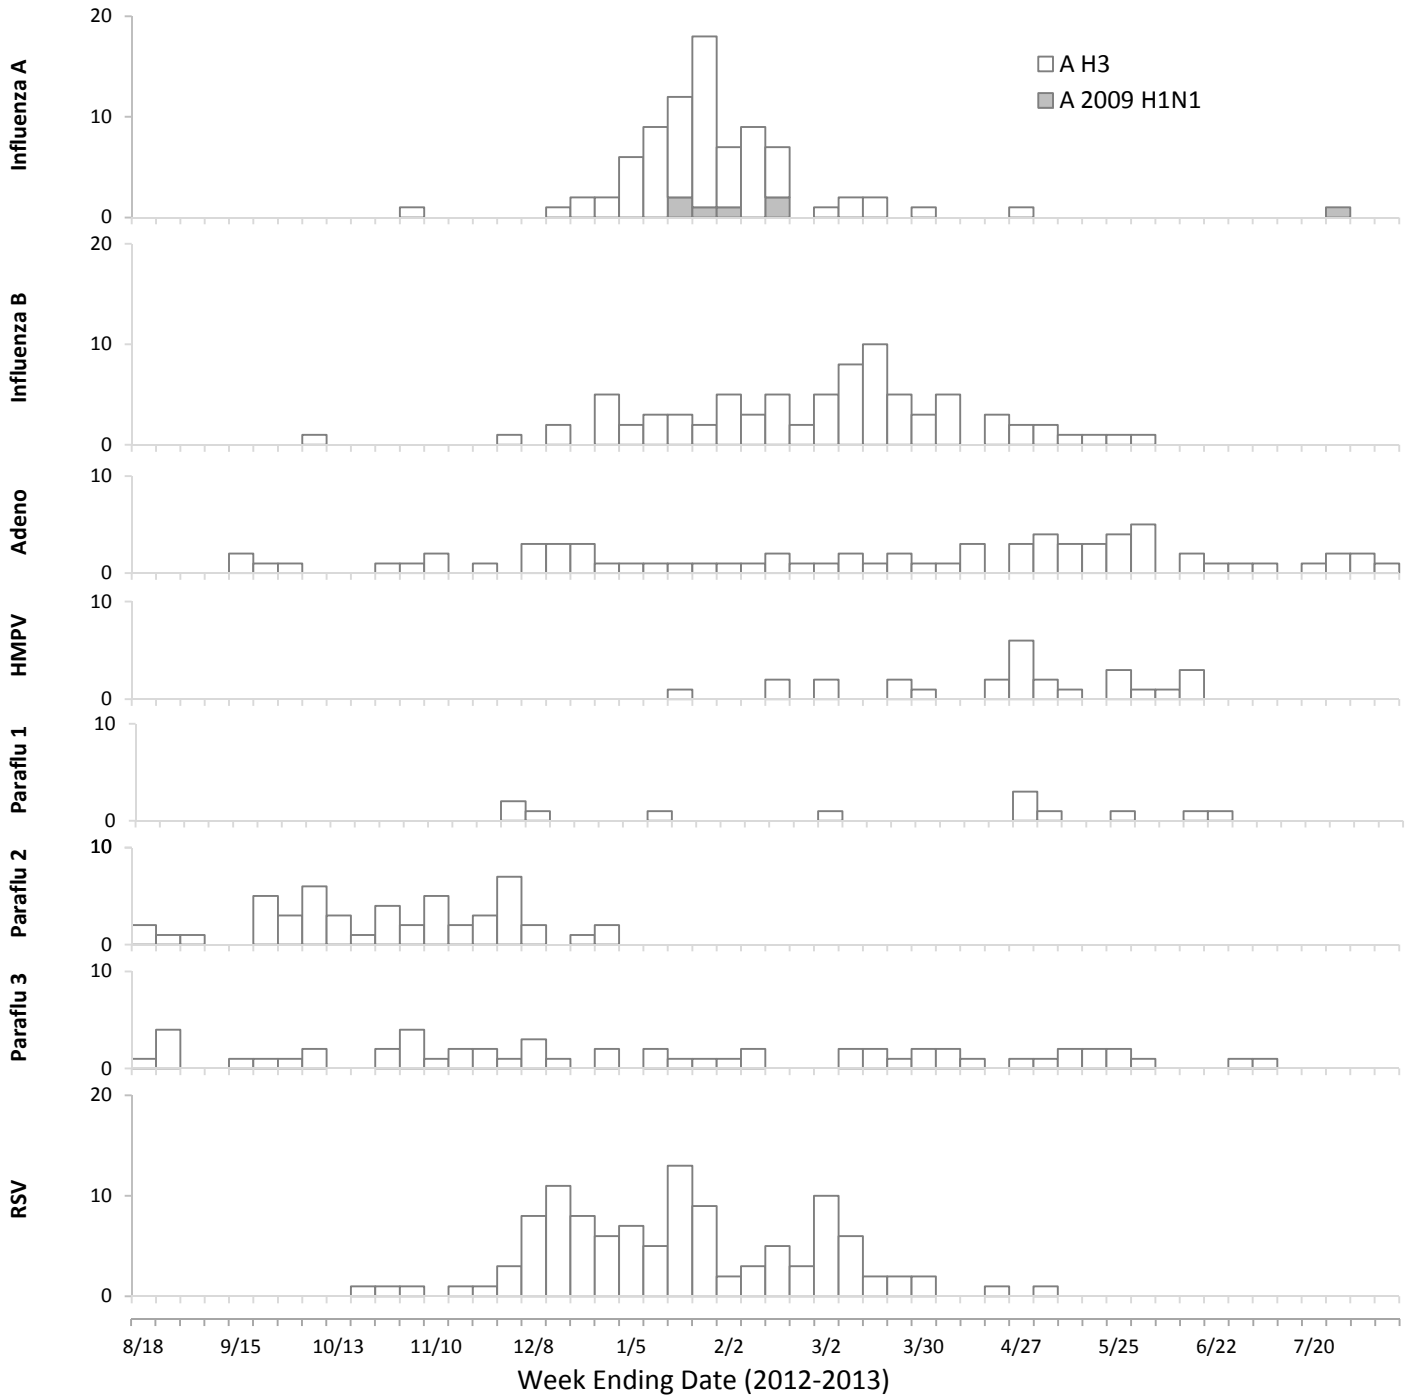 Influenza A
20
10
0
A H3
A 2009 H1N1
Influenza B
20
10
0
Adeno
10
0
HMPV
10
0
Paraflu 1
10
0
Paraflu 2
10
0
Paraflu 3
10
0
RSV
20
10
0
8/18 9/15 10/13 11/10 12/8 1/5 2/2 3/2 3/30 4/27 5/25 6/22 7/20
Week Ending Date (2012-2013)